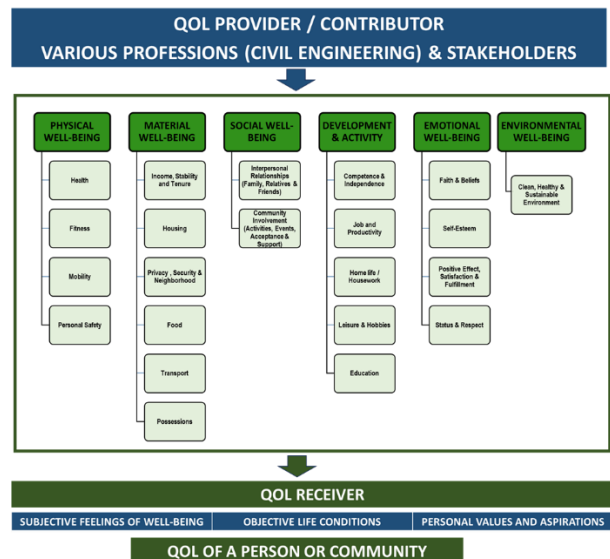 QOL PROVIDER / CONTRIBUTOR
VARIOUS PROFESSIONS (CIVIL ENGINEERING) & STAKEHOLDERS
PHYSICAL
WELL-BEING
Health
Fitness
Mobility
Personal Safety
MATERIAL
WELL-BEING
Income, Stability
and Tenure
Housing
Privacy , Security &
Neighborhood
Food
Transport
Possessions
SOCIAL WELL-
BEING
Interpersonal
Relationships
(Family, Relatives &
Friends)
Community
Involvement
(Activities, Events,
Acceptance &
Support)
DEVELOPMENT
& ACTIVITY
Competence &
Independence
Job and
Productivity
Home life /
Housework
Leisure & Hobbies
Education
EMOTIONAL
WELL-BEING
Faith & Beliefs
Self-Esteem
Positive Effect,
Satisfaction &
Fulfillment
Status & Respect
ENVIRONMENTAL
WELL-BEING
Clean, Healthy &
Sustainable
Environment
QOL RECEIVER
SUBJECTIVE FEELINGS OF WELL-BEING
OBJECTIVE LIFE CONDITIONS
PERSONAL VALUES AND ASPIRATIONS
QOL OF A PERSON OR COMMUNITY